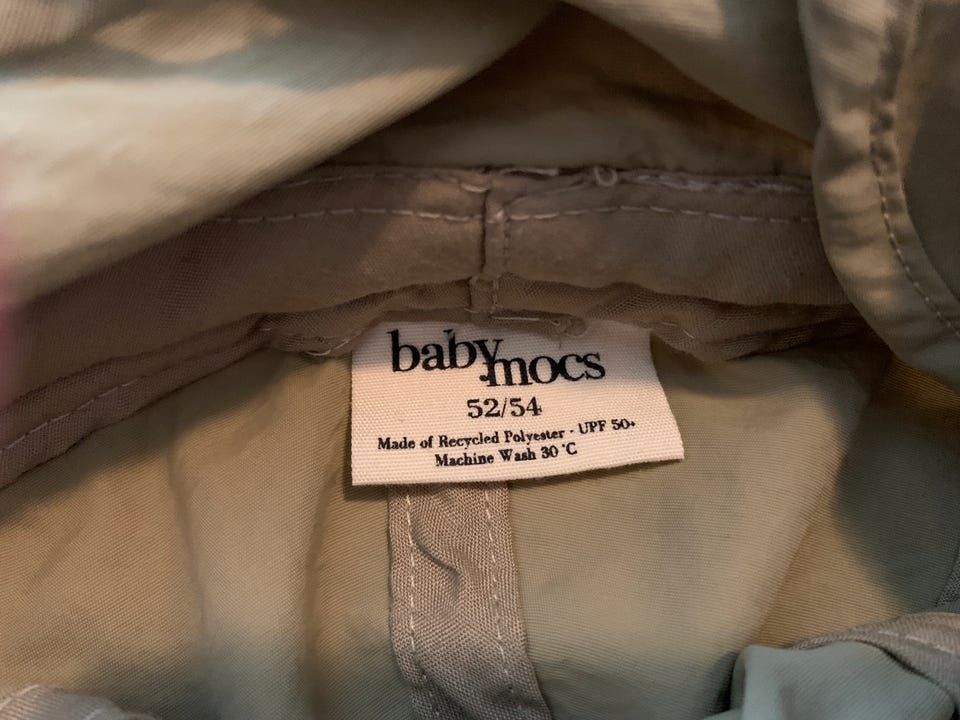 baby.mocs
52/54
Made of Recycled Polyester · UPF 50+
Machine Wash 30 °C